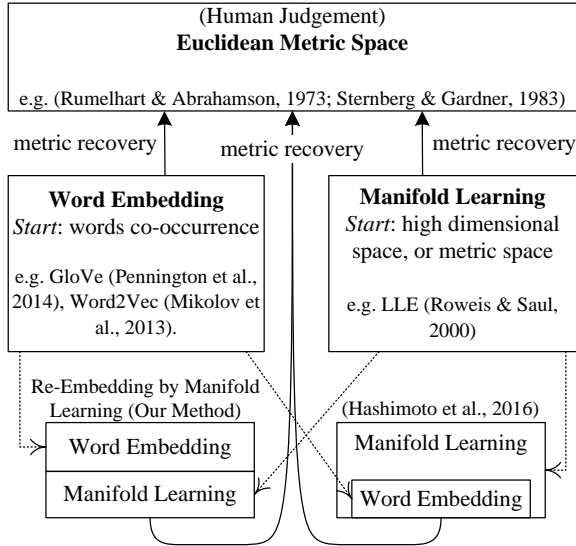 (Human Judgement)
Euclidean Metric Space
e.g. (Rumelhart & Abrahamson, 1973; Sternberg & Gardner, 1983)
metric recovery
metric recovery
metric recovery
Word Embedding
Start: words co-occurrence
e.g. GloVe (Pennington et al.,
2014), Word2Vec (Mikolov
et al., 2013).
Manifold Learning
Start: high dimensional
space, or metric space
e.g. LLE (Roweis & Saul,
2000)
Re-Embedding by Manifold
Learning (Our Method)
Word Embedding
Manifold Learning
(Hashimoto et al., 2016)
Manifold Learning
Word Embedding